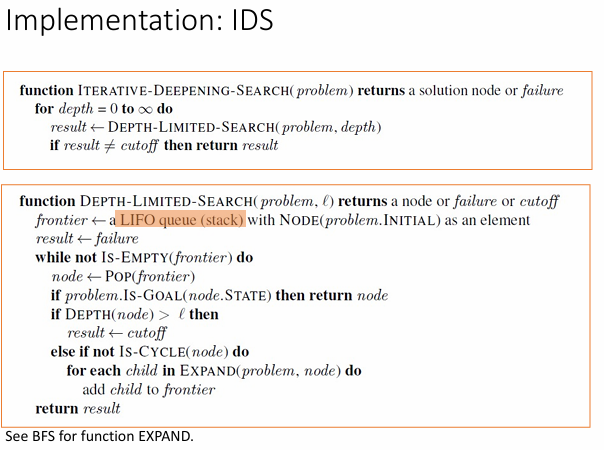 Implementation: IDS
function ITERATIVE-DEEPENING-SEARCH(problem) returns a solution node or failure
for depth = 0 to ∞ do
result ← DEPTH-LIMITED-SEARCH(problem, depth)
if result ≠ cutoff then return result
function DEPTH-LIMITED-SEARCH(problem, ℓ) returns a node or failure or cutoff
frontier ← a LIFO queue (stack) with NODE(problem.INITIAL) as an element
result ← failure
while not IS-EMPTY(frontier) do
node ← POP(frontier)
if problem.IS-GOAL(node.STATE) then return node
if DEPTH(node) > ℓ then
result ← cutoff
else if not IS-CYCLE(node) do
for each child in EXPAND(problem, node) do
add child to frontier
return result
See BFS for function EXPAND.